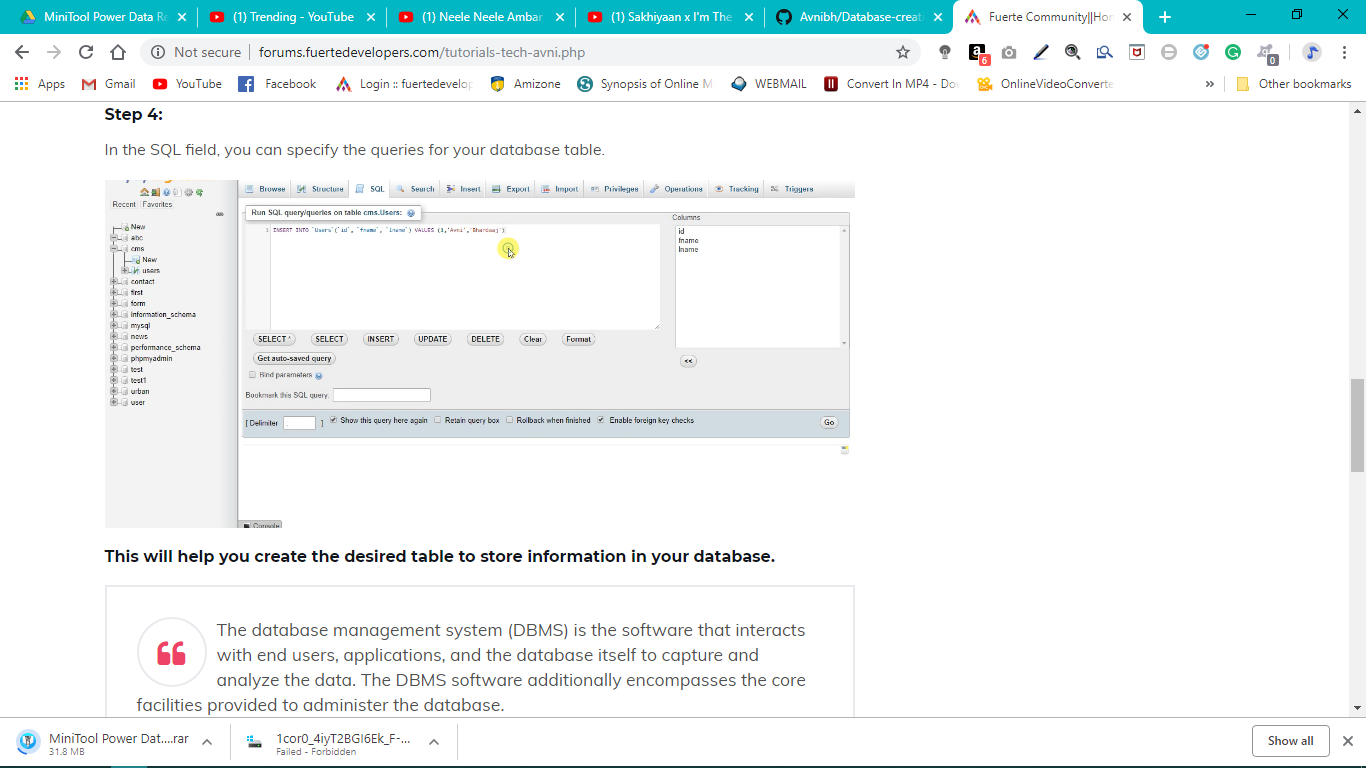 MiniTool Power Data Re
(1) Trending - YouTube
(1) Neele Neele Ambar
(1) Sakhiyaan x I'm The
Avnibh/Database-creat
Fuerte Community||Hor
Not secure
forums.fuertedevelopers.com/tutorials-tech-avni.php
6
0
Apps
Gmail
YouTube
Facebook
Login :: fuertedevelop
Amizone
Synopsis of Online M
WEBMAIL
Convert In MP4 - Do
OnlineVideoConverte
Other bookmarks
Step 4:
In the SQL field, you can specify the queries for your database table.
Recent Favorites
New
abc
cms
New
users
contact
first
form
information_schema
mysql
news
performance_schema
phpmyadmin
test
test1
urban
user
Browse Structure SQL Search Insert Export Import Privileges Operations Tracking Triggers
Run SQL query/queries on table cms.Users:
1 INSERT INTO `Users`(`id`, `fname`, `lname`) VALUES (1,'Avni','Bhardaaj')
Columns
id
fname
lname
SELECT * SELECT INSERT UPDATE DELETE Clear Format
<<
Get auto-saved query
Bind parameters
Bookmark this SQL query:
[ Delimiter ; ] Show this query here again Retain query box Rollback when finished Enable foreign key checks
Go
Console
This will help you create the desired table to store information in your database.
The database management system (DBMS) is the software that interacts
with end users, applications, and the database itself to capture and
analyze the data. The DBMS software additionally encompasses the core
facilities provided to administer the database.
MiniTool Power Dat....rar
31.8 MB
1cor0_4iyT2BGI6Ek_F-...
Failed - Forbidden
Show all